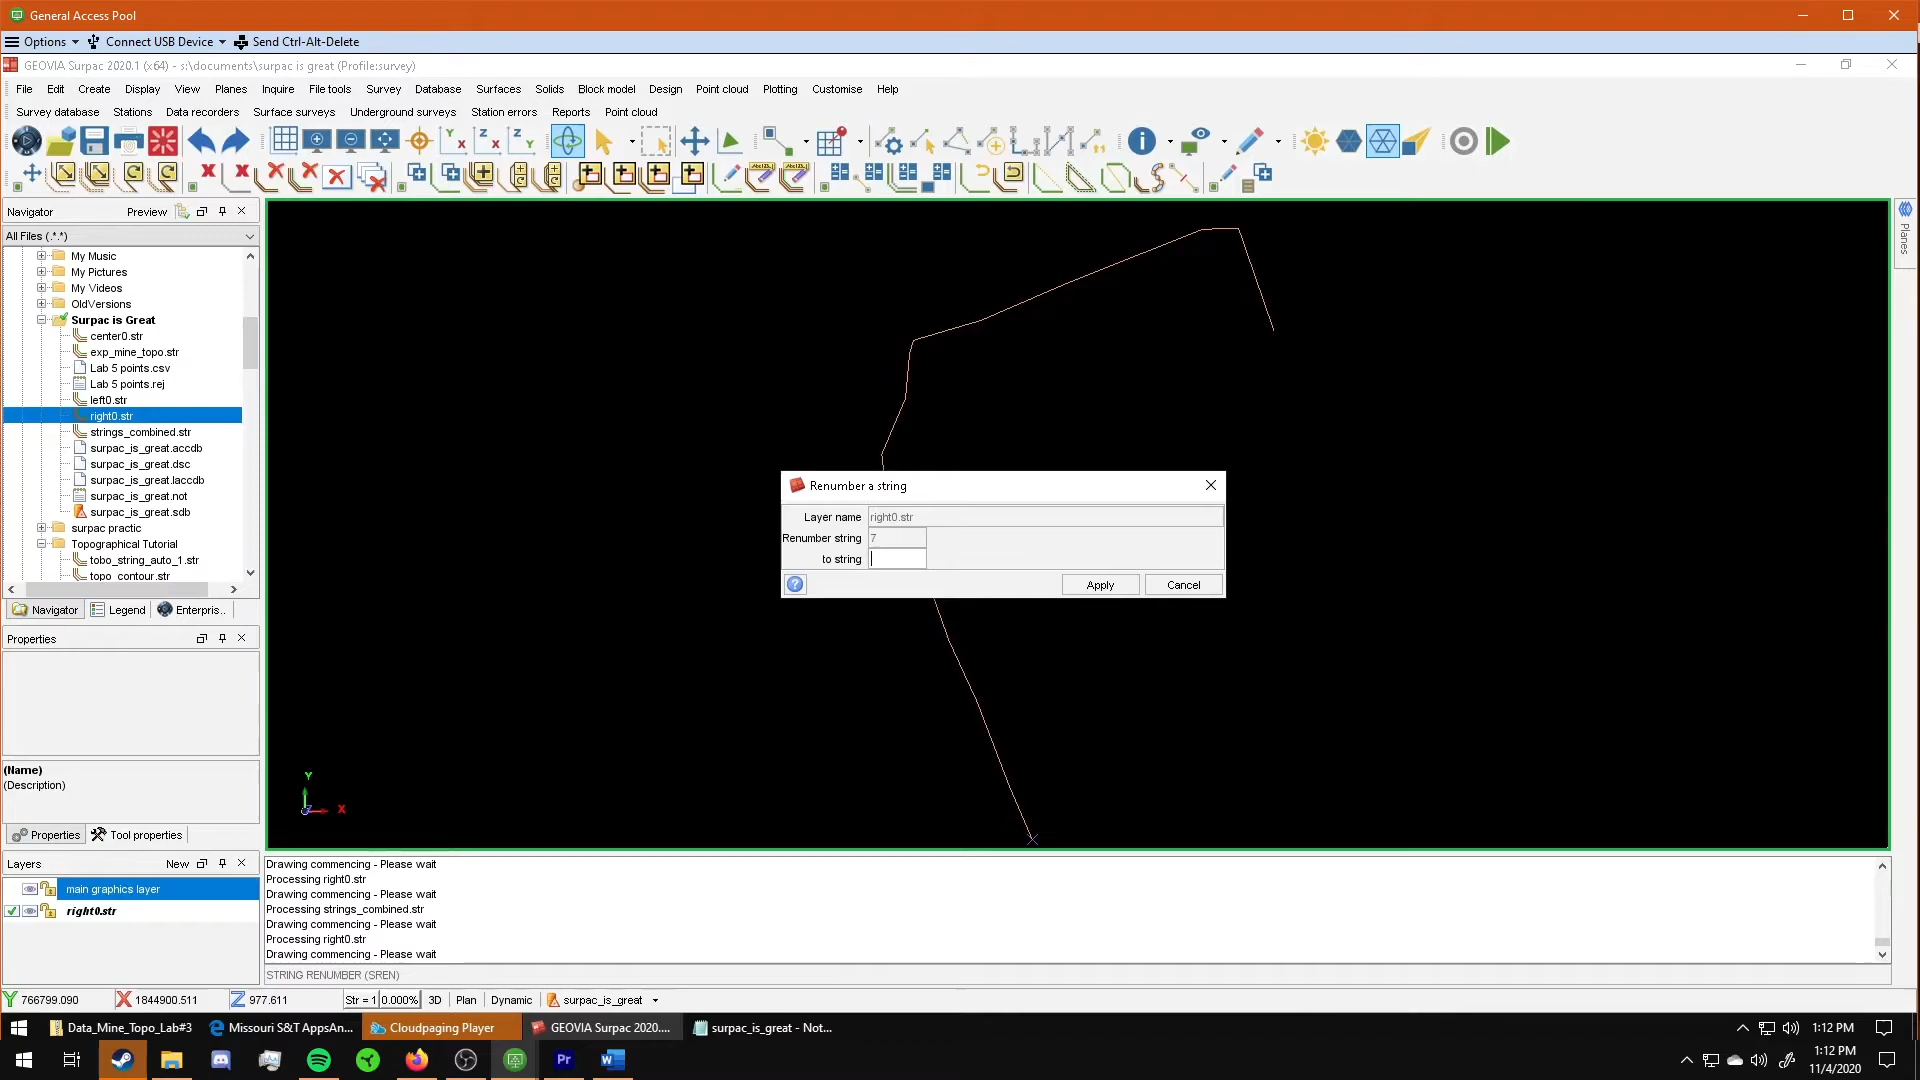 General Access Pool
Options Connect USB Device Send Ctrl-Alt-Delete
GEOVIA Surpac 2020.1 (x64) - s:\documents\surpac is great (Profile:survey)
File Edit Create Display View Planes Inquire File tools Survey Database Surfaces Solids Block model Design Point cloud Plotting Customise Help
Survey database Stations Data recorders Surface surveys Underground surveys Station errors Reports Point cloud
Navigator Preview
All Files (*.*)
My Music
My Pictures
My Videos
OldVersions
Surpac is Great
center0.str
exp_mine_topo.str
Lab 5 points.csv
Lab 5 points.rej
left0.str
right0.str
strings_combined.str
surpac_is_great.accdb
surpac_is_great.dsc
surpac_is_great.laccdb
surpac_is_great.not
surpac_is_great.sdb
surpac practic
Topographical Tutorial
tobo_string_auto_1.str
topo_contour.str
Navigator Legend Enterpris..
Properties
(Name)
(Description)
Properties Tool properties
Layers New
main graphics layer
right0.str
Planes
Renumber a string
Layer name right0.str
Renumber string 7
to string
Apply Cancel
Y
X
Drawing commencing - Please wait
Processing right0.str
Drawing commencing - Please wait
Processing strings_combined.str
Drawing commencing - Please wait
Processing right0.str
Drawing commencing - Please wait
STRING RENUMBER (SREN)
Y 766799.090 X 1844900.511 Z 977.611 Str = 1 0.000% 3D Plan Dynamic surpac_is_great
Data_Mine_Topo_Lab#3 Missouri S&T AppsAn... Cloudpaging Player GEOVIA Surpac 2020.... surpac_is_great - Not... 1:12 PM
Pr 1:12 PM
11/4/2020